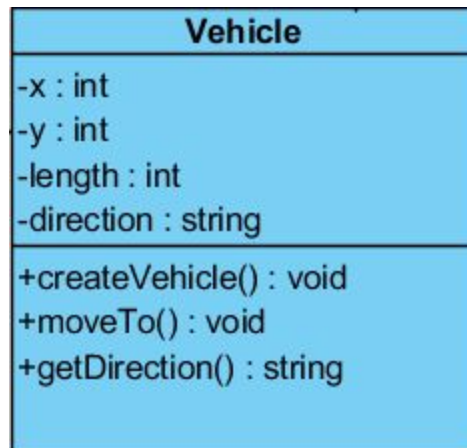 Vehicle
-x : int
-y : int
-length : int
-direction : string
+createVehicle() : void
+moveTo() : void
+getDirection() : string